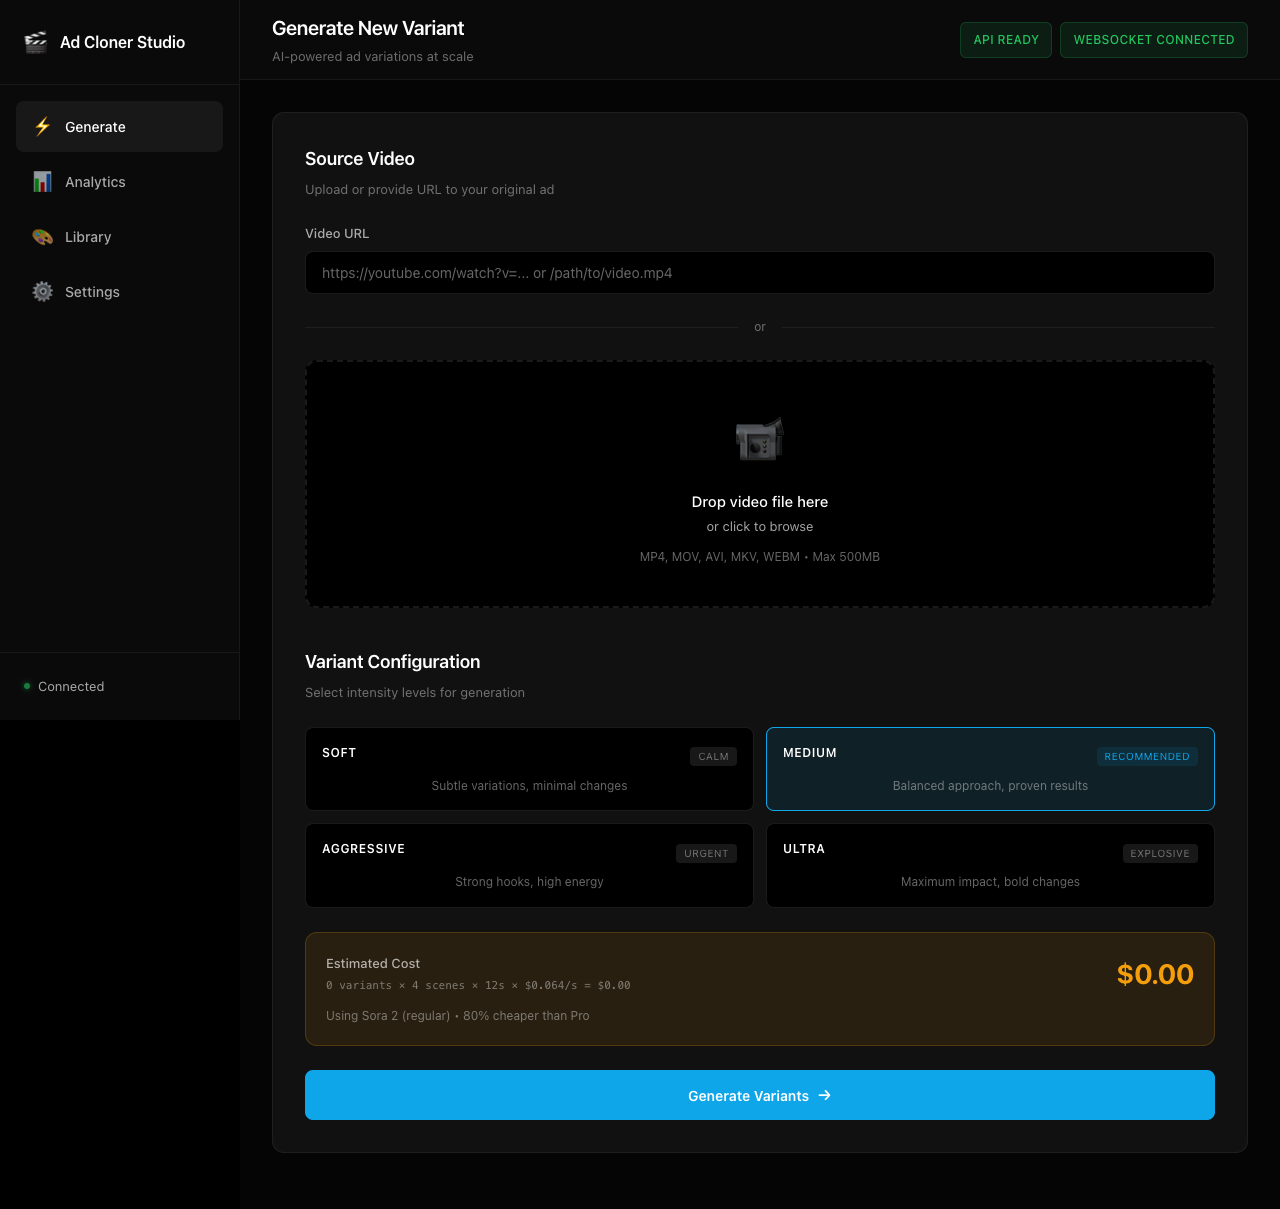 Ad Cloner Studio
Generate
Analytics
Library
Settings
Connected
Generate New Variant
AI-powered ad variations at scale
API READY
WEBSOCKET CONNECTED
Source Video
Upload or provide URL to your original ad
Video URL
https://youtube.com/watch?v=... or /path/to/video.mp4
or
Drop video file here
or click to browse
MP4, MOV, AVI, MKV, WEBM • Max 500MB
Variant Configuration
Select intensity levels for generation
SOFT
CALM
Subtle variations, minimal changes
MEDIUM
RECOMMENDED
Balanced approach, proven results
AGGRESSIVE
URGENT
Strong hooks, high energy
ULTRA
EXPLOSIVE
Maximum impact, bold changes
Estimated Cost
0 variants × 4 scenes × 12s × $0.064/s = $0.00
Using Sora 2 (regular) • 80% cheaper than Pro
$0.00
Generate Variants →